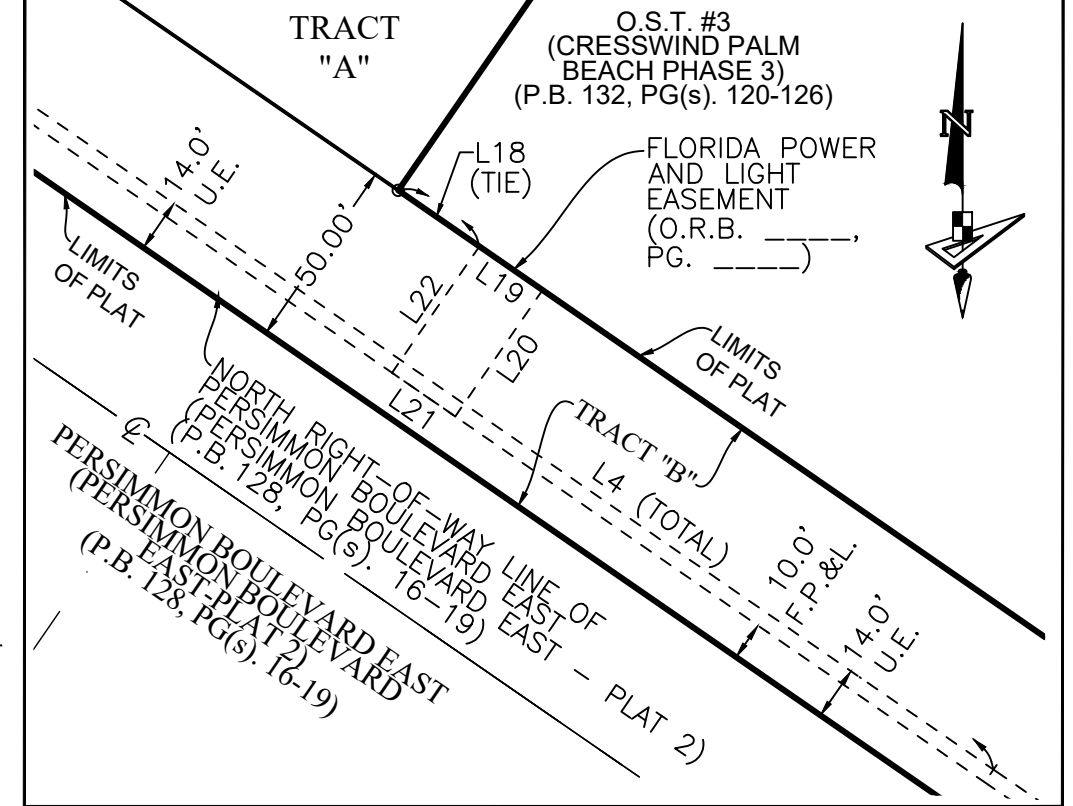 TRACT
"A"
O.S.T. #3
(CRESSWIND PALM
BEACH PHASE 3)
(P.B. 132, PG(s). 120-126)
N
L18
(TIE)
FLORIDA POWER
AND LIGHT
EASEMENT
(O.R.B. ____,
PG. ____)
14.0'
U.E.
50.00'
LIMITS
OF PLAT
L22
L19
L20
L21
LIMITS
OF PLAT
TRACT "B"
L4 (TOTAL)
NORTH RIGHT-OF-WAY LINE OF
PERSIMMON BOULEVARD EAST
(PERSIMMON BOULEVARD EAST - PLAT 2)
(P.B. 128, PG(s). 16-19)
10.0'
F.P.&L.
14.0'
U.E.
℄
PERSIMMON BOULEVARD EAST
(PERSIMMON BOULEVARD
EAST-PLAT 2)
(P.B. 128, PG(s). 16-19)